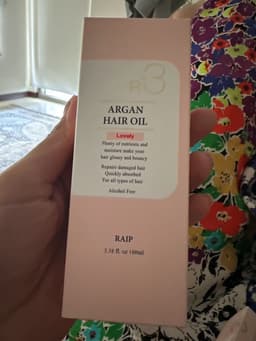 R3
ARGAN
HAIR OIL
Lovely
Plenty of nutrients and
moisture make your
hair glossy and bouncy
Repairs damaged hair
Quickly absorbed
For all types of hair
Alcohol Free
RAIP
3.38 fl. oz (100ml)